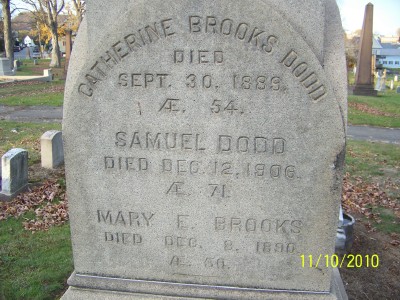 CATHERINE BROOKS DODD
DIED
SEPT. 30, 1889.
Æ. 54.
SAMUEL DODD
DIED DEC. 12, 1906.
Æ. 71.
MARY E. BROOKS
DIED DEC. 8, 1890
Æ.
11/10/2010